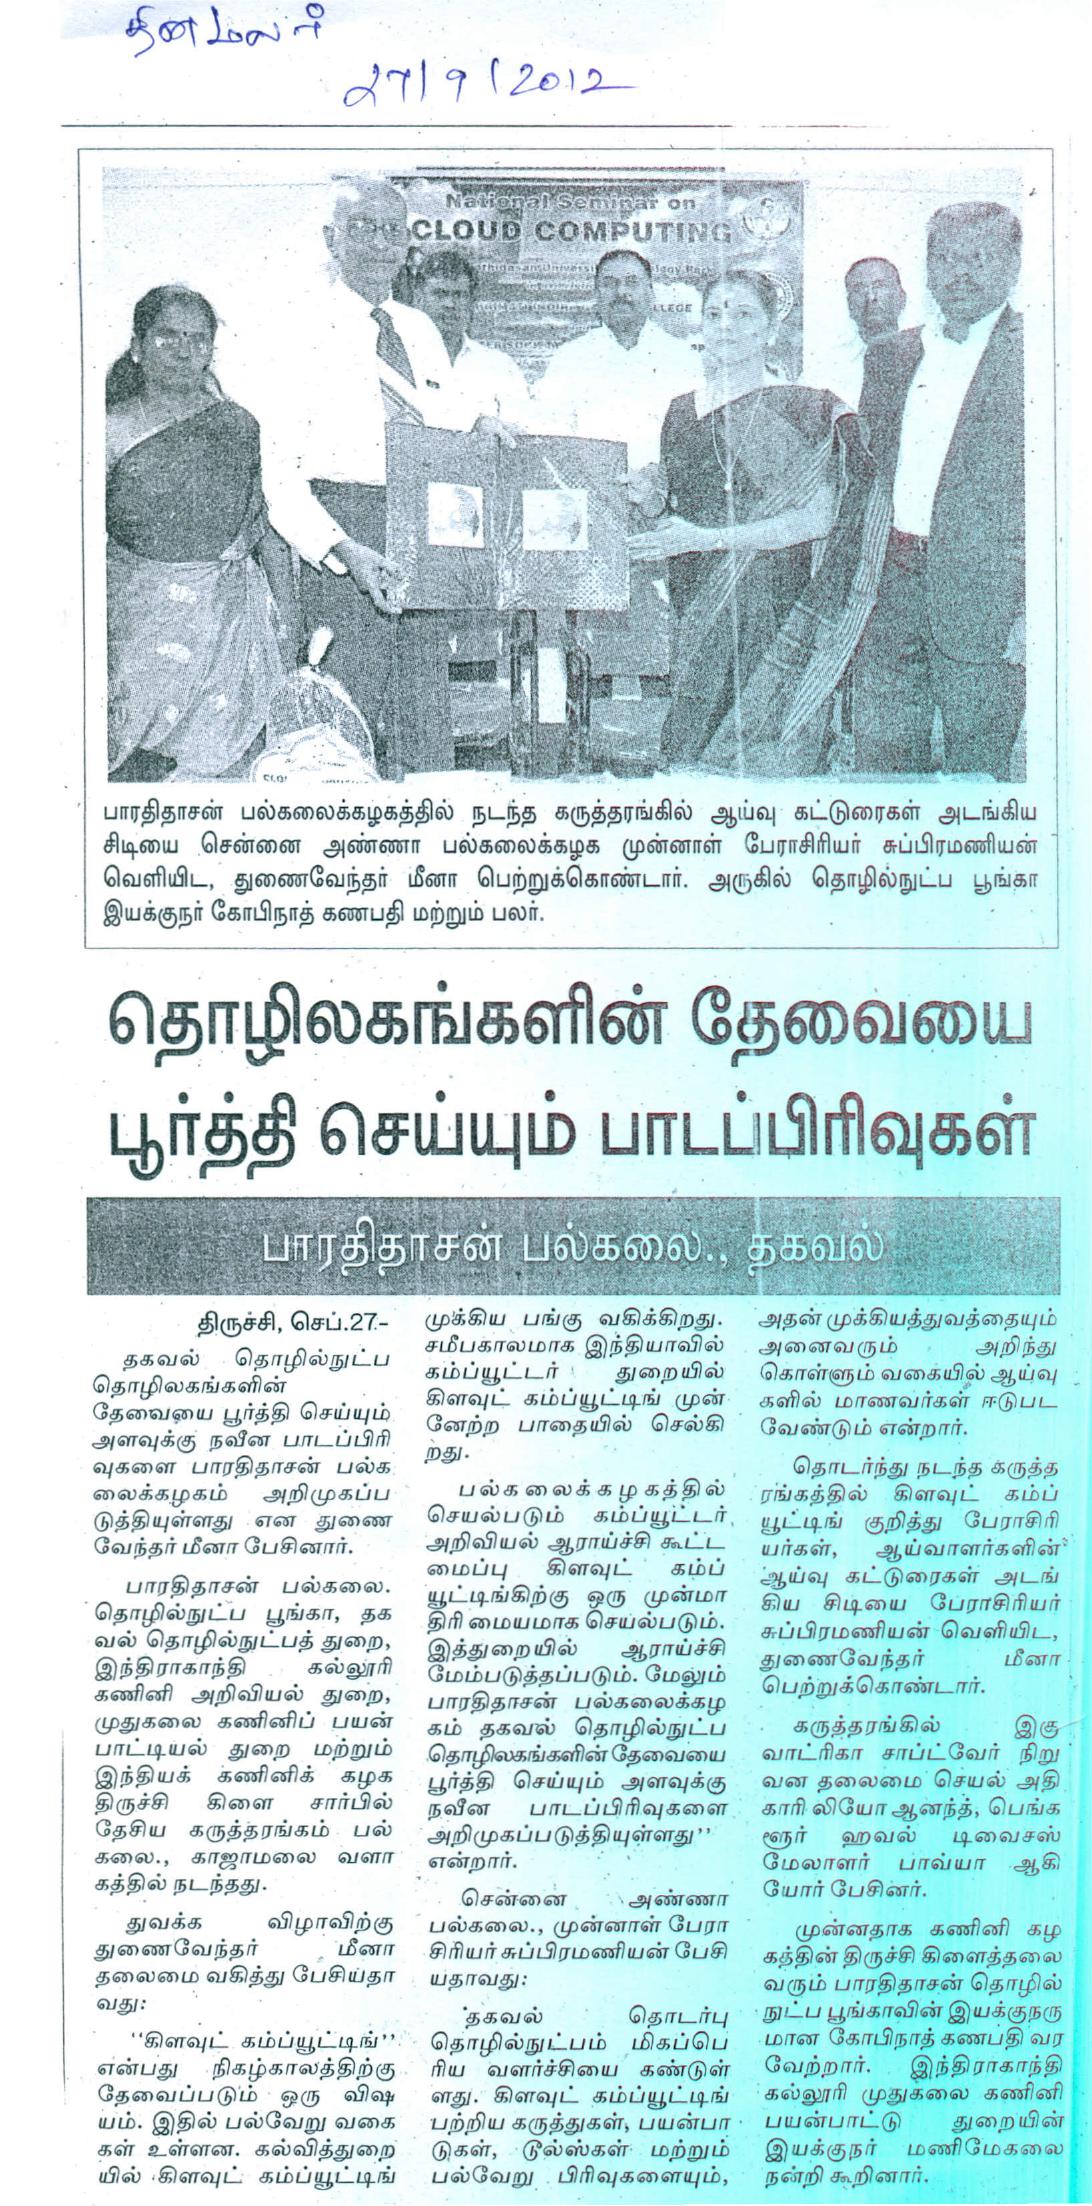 தினமலர்
27/9/2012
National Seminar on
CLOUD COMPUTING
LLEGE
பாரதிதாசன் பல்கலைக்கழகத்தில் நடந்த கருத்தரங்கில் ஆய்வு கட்டுரைகள் அடங்கிய
சிடியை சென்னை அண்ணா பல்கலைக்கழக முன்னாள் பேராசிரியர் சுப்பிரமணியன்
வெளியிட, துணைவேந்தர் மீனா பெற்றுக்கொண்டார். அருகில் தொழில்நுட்ப பூங்கா
இயக்குநர் கோபிநாத் கணபதி மற்றும் பலர்.
தொழிலகங்களின் தேவையை
பூர்த்தி செய்யும் பாடப்பிரிவுகள்
பாரதிதாசன் பல்கலை., தகவல்
திருச்சி, செப்.27-
தகவல் தொழில்நுட்ப
தொழிலகங்களின்
தேவையை பூர்த்தி செய்யும்
அளவுக்கு நவீன பாடப்பிரி
வுகளை பாரதிதாசன் பல்க
லைக்கழகம் அறிமுகப்ப
டுத்தியுள்ளது என துணை
வேந்தர் மீனா பேசினார்.
பாரதிதாசன் பல்கலை.
தொழில்நுட்ப பூங்கா, தக
வல் தொழில்நுட்பத் துறை,
இந்திராகாந்தி கல்லூரி
கணினி அறிவியல் துறை,
முதுகலை கணினிப் பயன்
பாட்டியல் துறை மற்றும்
இந்தியக் கணினிக் கழக
திருச்சி கிளை சார்பில்
தேசிய கருத்தரங்கம் பல்
கலை., காஜாமலை வளா
கத்தில் நடந்தது.
துவக்க விழாவிற்கு
துணைவேந்தர் மீனா
தலைமை வகித்து பேசியதா
வது:
‘‘கிளவுட் கம்ப்யூட்டிங்’’
என்பது நிகழ்காலத்திற்கு
தேவைப்படும் ஒரு விஷ
யம். இதில் பல்வேறு வகை
கள் உள்ளன. கல்வித்துறை
யில் கிளவுட் கம்ப்யூட்டிங்
முக்கிய பங்கு வகிக்கிறது.
சமீபகாலமாக இந்தியாவில்
கம்ப்யூட்டர் துறையில்
கிளவுட் கம்ப்யூட்டிங் முன்
னேற்ற பாதையில் செல்கி
றது.
பல்கலைக்கழகத்தில்
செயல்படும் கம்ப்யூட்டர்
அறிவியல் ஆராய்ச்சி கூட்ட
மைப்பு கிளவுட் கம்ப்
யூட்டிங்கிற்கு ஒரு முன்மா
திரி மையமாக செயல்படும்.
இத்துறையில் ஆராய்ச்சி
மேம்படுத்தப்படும். மேலும்
பாரதிதாசன் பல்கலைக்கழ
கம் தகவல் தொழில்நுட்ப
தொழிலகங்களின் தேவையை
பூர்த்தி செய்யும் அளவுக்கு
நவீன பாடப்பிரிவுகளை
அறிமுகப்படுத்தியுள்ளது’’
என்றார்.
சென்னை அண்ணா
பல்கலை., முன்னாள் பேரா
சிரியர் சுப்பிரமணியன் பேசி
யதாவது:
‘தகவல் தொடர்பு
தொழில்நுட்பம் மிகப்பெ
ரிய வளர்ச்சியை கண்டுள்
ளது. கிளவுட் கம்ப்யூட்டிங்
பற்றிய கருத்துகள், பயன்பா
டுகள், டூல்ஸ்கள் மற்றும்
பல்வேறு பிரிவுகளையும்,
அதன் முக்கியத்துவத்தையும்
அனைவரும் அறிந்து
கொள்ளும் வகையில் ஆய்வு
களில் மாணவர்கள் ஈடுபட
வேண்டும் என்றார்.
தொடர்ந்து நடந்த கருத்த
ரங்கத்தில் கிளவுட் கம்ப்
யூட்டிங் குறித்து பேராசிரி
யர்கள், ஆய்வாளர்களின்
ஆய்வு கட்டுரைகள் அடங்
கிய சிடியை பேராசிரியர்
சுப்பிரமணியன் வெளியிட,
துணைவேந்தர் மீனா
பெற்றுக்கொண்டார்.
கருத்தரங்கில் இகு
வாட்ரிகா சாப்ட்வேர் நிறு
வன தலைமை செயல் அதி
காரி லியோ ஆனந்த், பெங்க
ளூர் ஹவல் டிவைசஸ்
மேலாளர் பாவ்யா ஆகி
யோர் பேசினர்.
முன்னதாக கணினி கழ
கத்தின் திருச்சி கிளைத்தலை
வரும் பாரதிதாசன் தொழில்
நுட்ப பூங்காவின் இயக்குநரு
மான கோபிநாத் கணபதி வர
வேற்றார். இந்திராகாந்தி
கல்லூரி முதுகலை கணினி
பயன்பாட்டு துறையின்
இயக்குநர் மணிமேகலை
நன்றி கூறினார்.